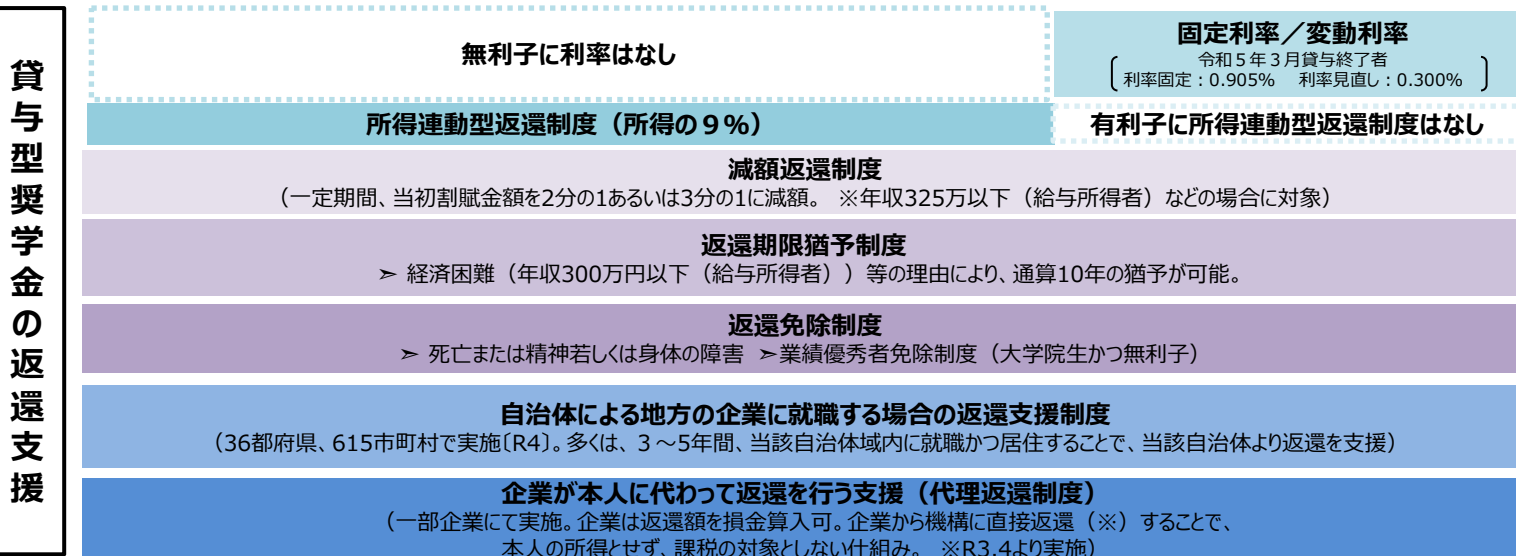 貸与型奨学金の返還支援
無利子に利率はなし
固定利率／変動利率
令和５年３月貸与終了者
利率固定：0.905%　利率見直し：0.300%
所得連動型返還制度（所得の９％）
有利子に所得連動型返還制度はなし
減額返還制度
（一定期間、当初割賦金額を2分の1あるいは3分の1に減額。 ※年収325万以下（給与所得者）などの場合に対象）
返還期限猶予制度
➣ 経済困難（年収300万円以下（給与所得者））等の理由により、通算10年の猶予が可能。
返還免除制度
➣ 死亡または精神若しくは身体の障害 ➣業績優秀者免除制度（大学院生かつ無利子）
自治体による地方の企業に就職する場合の返還支援制度
（36都府県、615市町村で実施〔R4〕。多くは、３～5年間、当該自治体域内に就職かつ居住することで、当該自治体より返還を支援）
企業が本人に代わって返還を行う支援（代理返還制度）
（一部企業にて実施。企業は返還額を損金算入可。企業から機構に直接返還（※）することで、
本人の所得とせず、課税の対象としない仕組み。 ※R3.4より実施）